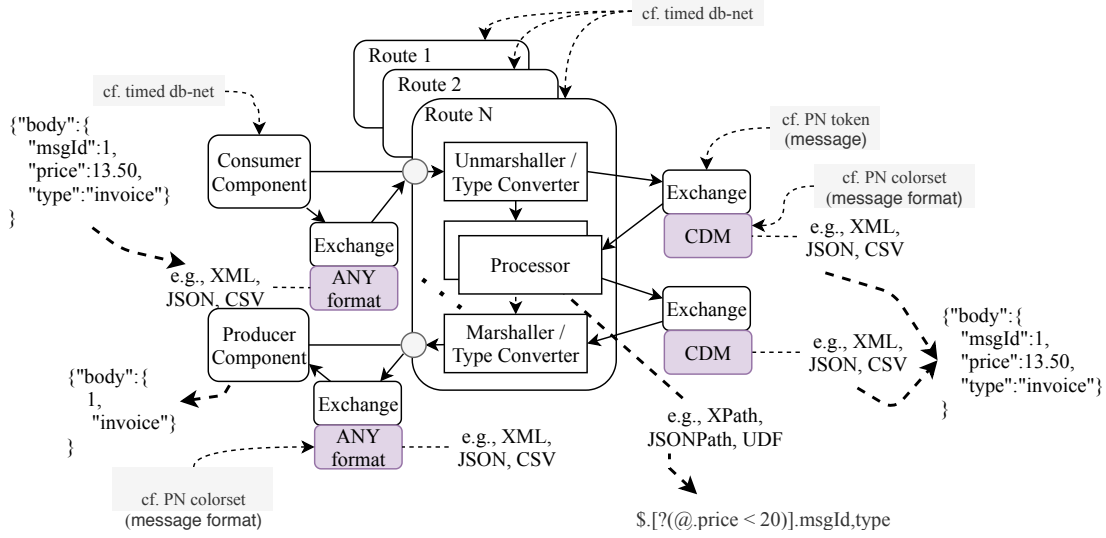 cf. timed db-net
Route 1
Route 2
Route N
cf. timed db-net
{"body":{
"msgId":1,
"price":13.50,
"type":"invoice"}
}
Consumer
Component
Unmarshaller /
Type Converter
cf. PN token
(message)
Exchange
CDM
cf. PN colorset
(message format)
e.g., XML,
JSON, CSV
Exchange
ANY
format
e.g., XML,
JSON, CSV
Processor
Producer
Component
Marshaller /
Type Converter
Exchange
CDM
e.g., XML,
JSON, CSV
{"body":{
"msgId":1,
"price":13.50,
"type":"invoice"}
}
{"body":{
1,
"invoice"}
}
Exchange
ANY
format
e.g., XML,
JSON, CSV
e.g., XPath,
JSONPath, UDF
cf. PN colorset
(message format)
$.[?(@.price < 20)].msgId,type